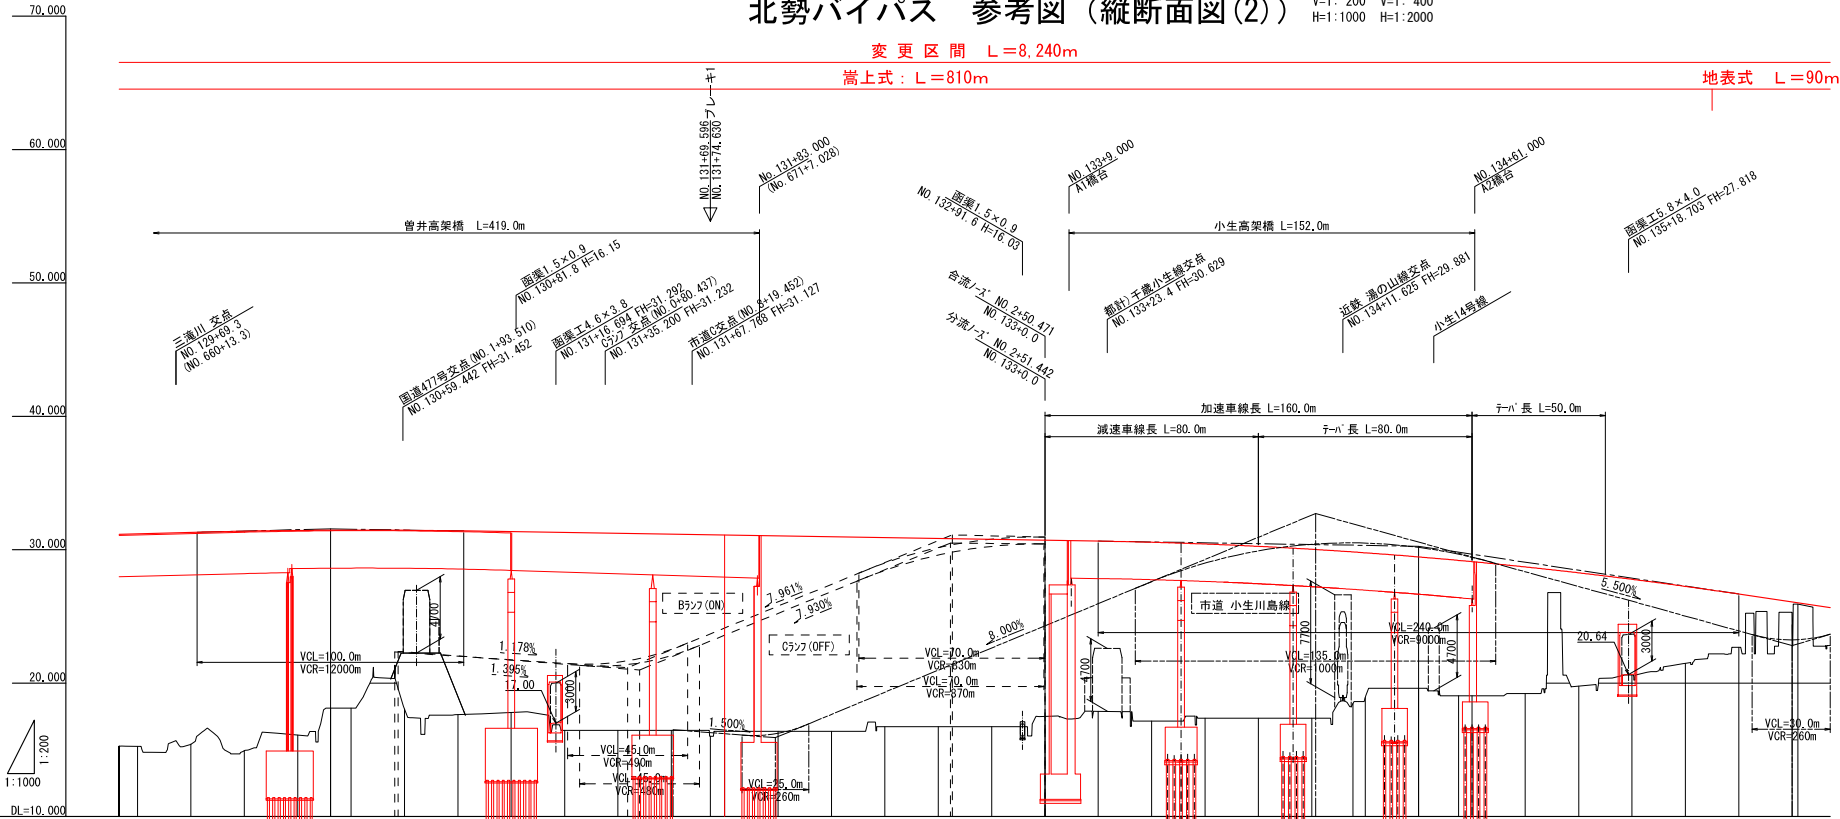 北勢バイパス　参考図（縦断面図(2)）
V=1: 200　V=1: 400
H=1:1000　H=1:2000
変 更 区 間　L=8,240m
嵩上式：L=810m
地表式　L=90m
70.000
60.000
50.000
40.000
30.000
20.000
DL=10.000
1:200
1:1000
NO.131+69.596 ブレーキ1
NO.131+74.630
No.131+83.000
(No.671+7.028)
曽井高架橋　L=419.0m
三滝川 交点
NO.129+69.3
(NO.660+13.3)
国道477号交点(NO.1+93.510)
NO.130+59.442 FH=31.452
函渠1.5×0.9
NO.130+81.8 H=16.15
函渠工4.6×3.8
NO.131+16.694 FH=31.292
Cランプ 交点(NO.0+80.437)
NO.131+35.200 FH=31.232
市道C交点(NO.8+19.452)
NO.131+67.768 FH=31.127
函渠1.5×0.9
NO.132+91.6 H=16.03
合流ノーズ NO.2+50.471
NO.133+0.0
分流ノーズ NO.2+51.442
NO.133+0.0
NO.133+9.000
A1橋台
小生高架橋 L=152.0m
NO.134+61.000
A2橋台
都計)千歳小生線交点
NO.133+23.4 FH=30.629
近鉄 湯の山線交点
NO.134+11.625 FH=29.881
小生14号線
函渠工5.8×4.0
NO.135+18.703 FH=27.818
加速車線長 L=160.0m
テーパ長 L=50.0m
減速車線長 L=80.0m
テーパ長 L=80.0m
VCL=100.0m
VCR=12000m
4700
1.178%
1.395%
17.00
3000
Bランプ(ON)
Cランプ(OFF)
7.961%
7.930%
8.000%
VCL=70.0m
VCR=830m
VCL=70.0m
VCR=370m
1.500%
VCL=45.0m
VCR=490m
VCL=45.0m
VCR=480m
VCL=25.0m
VCR=260m
4700
市道 小生川島線
7700
VCL=135.0m
VCR=1000m
VCL=240.0m
VCR=9000m
4700
5.500%
20.64
3000
VCL=30.0m
VCR=260m